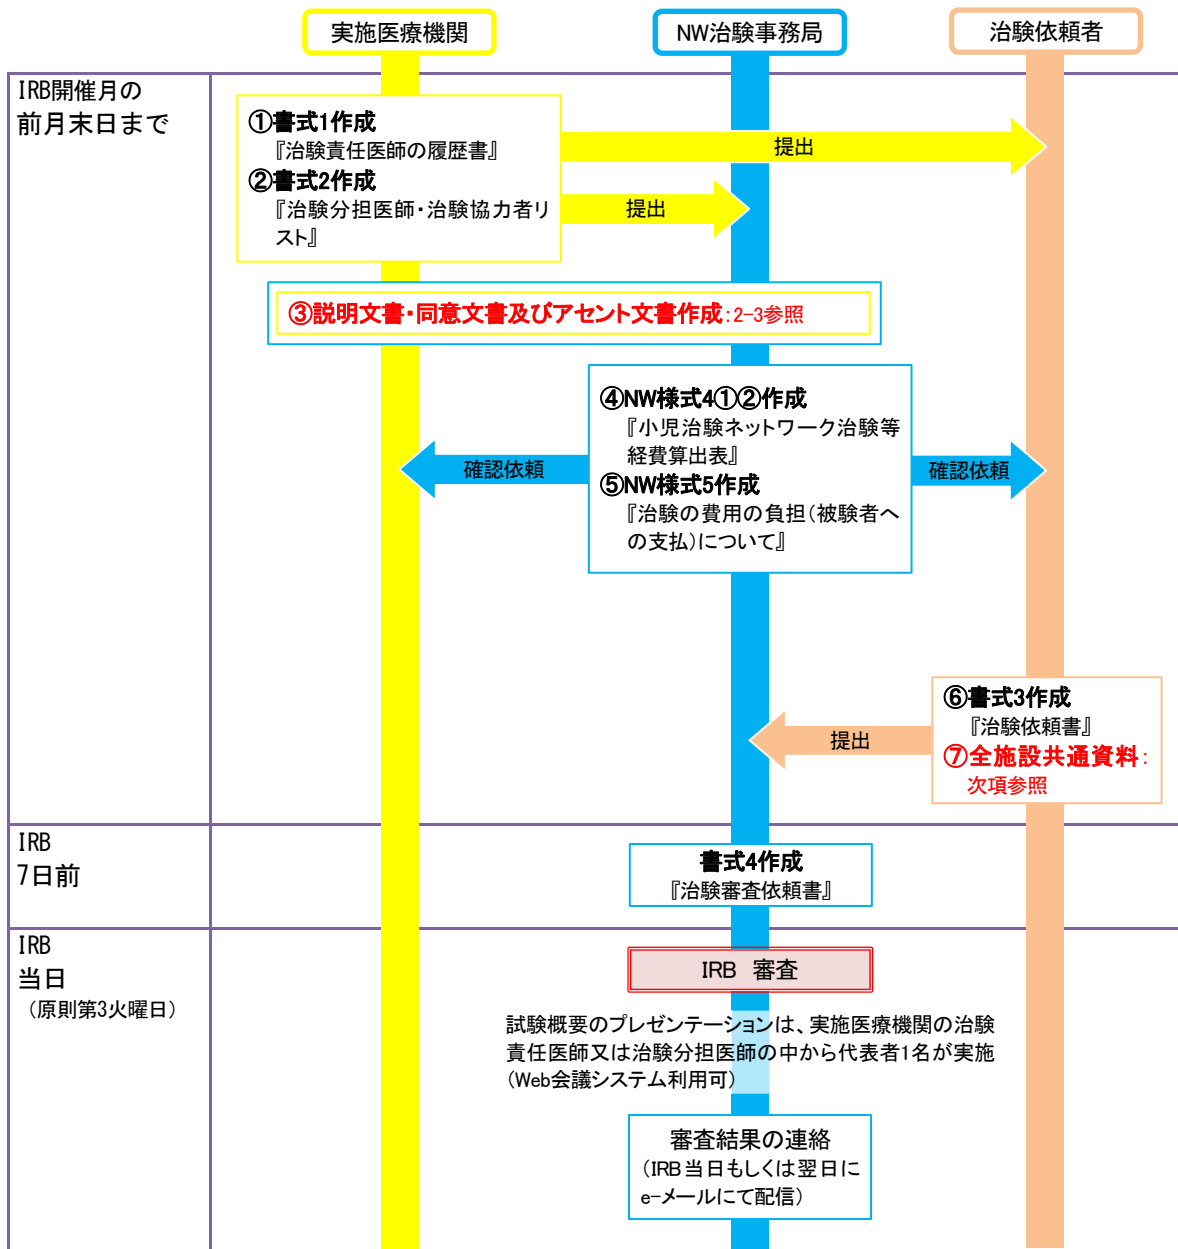 実施医療機関
NW治験事務局
治験依頼者
IRB開催月の
前月末日まで
①書式1作成
『治験責任医師の履歴書』
②書式2作成
『治験分担医師・治験協力者リ
スト』
提出
提出
③説明文書・同意文書及びアセント文書作成：2-3参照
④NW様式4①②作成
『小児治験ネットワーク治験等
経費算出表』
⑤NW様式5作成
『治験の費用の負担（被験者へ
の支払）について』
確認依頼
確認依頼
⑥書式3作成
『治験依頼書』
⑦全施設共通資料：
次項参照
提出
IRB
7日前
書式4作成
『治験審査依頼書』
IRB
当日
（原則第3火曜日）
IRB 審査
試験概要のプレゼンテーションは、実施医療機関の治験
責任医師又は治験分担医師の中から代表者1名が実施
（Web会議システム利用可）
審査結果の連絡
（IRB当日もしくは翌日に
e-メールにて配信）